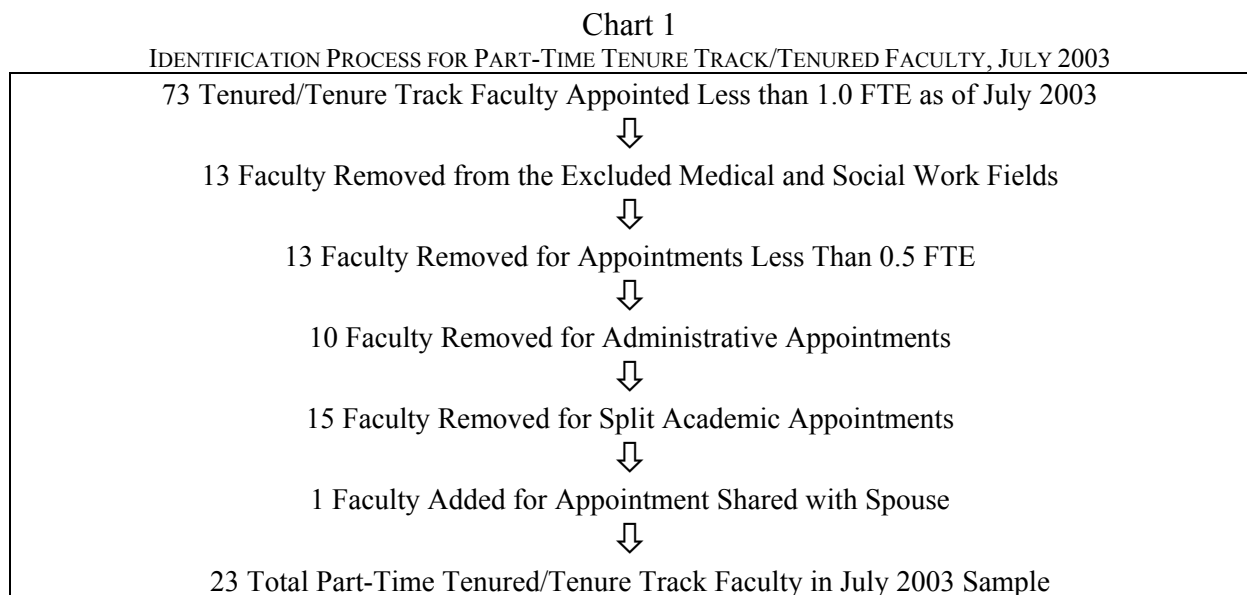 Chart 1
IDENTIFICATION PROCESS FOR PART-TIME TENURE TRACK/TENURED FACULTY, JULY 2003
73 Tenured/Tenure Track Faculty Appointed Less than 1.0 FTE as of July 2003
⇩
13 Faculty Removed from the Excluded Medical and Social Work Fields
⇩
13 Faculty Removed for Appointments Less Than 0.5 FTE
⇩
10 Faculty Removed for Administrative Appointments
⇩
15 Faculty Removed for Split Academic Appointments
⇩
1 Faculty Added for Appointment Shared with Spouse
⇩
23 Total Part-Time Tenured/Tenure Track Faculty in July 2003 Sample